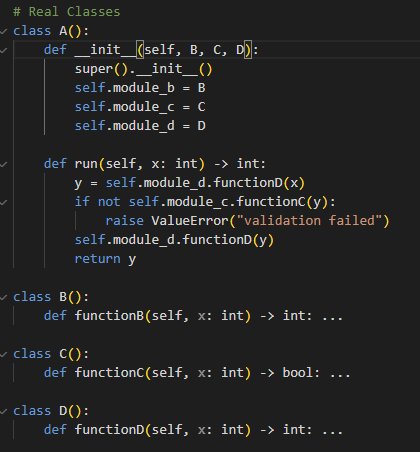 # Real Classes
class A():
    def __init__(self, B, C, D):
        super().__init__()
        self.module_b = B
        self.module_c = C
        self.module_d = D

    def run(self, x: int) -> int:
        y = self.module_d.functionD(x)
        if not self.module_c.functionC(y):
            raise ValueError("validation failed")
        self.module_d.functionD(y)
        return y

class B():
    def functionB(self, x: int) -> int: ...

class C():
    def functionC(self, x: int) -> bool: ...

class D():
    def functionD(self, x: int) -> int: ...